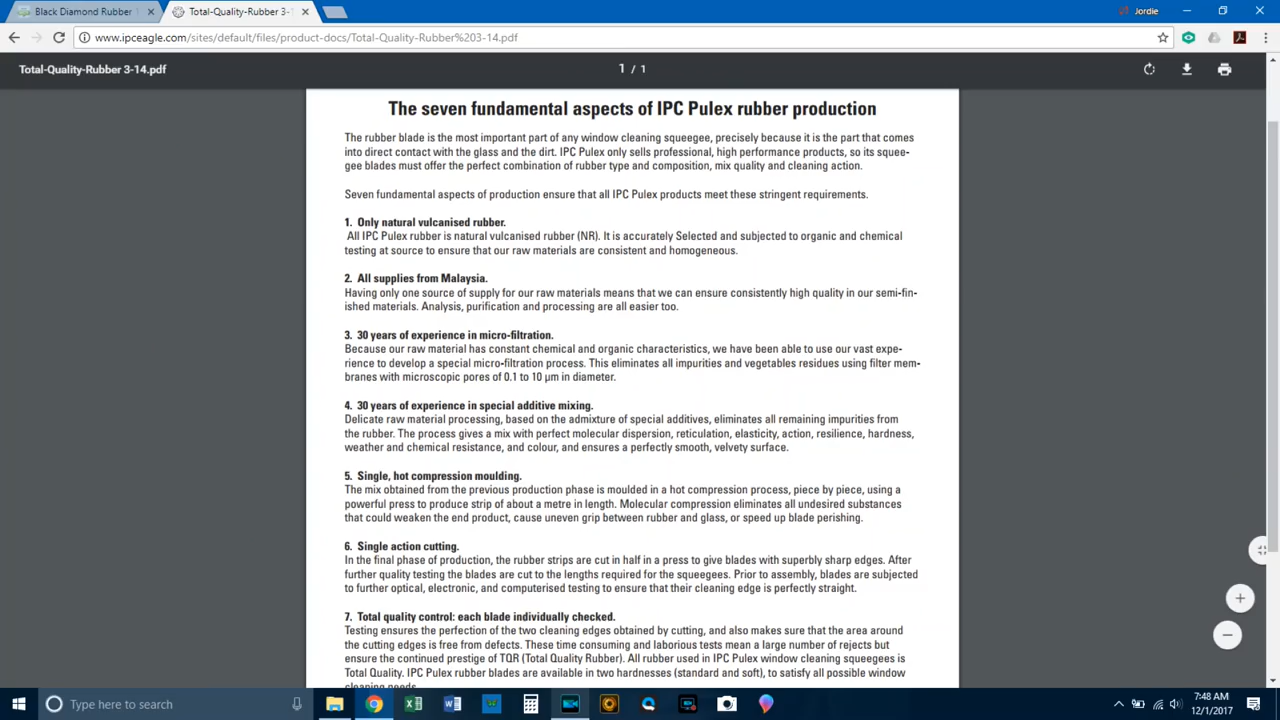 Black Diamond Rubber
Total-Quality-Rubber 3-1
Jordie
www.ipceagle.com/sites/default/files/product-docs/Total-Quality-Rubber%203-14.pdf
Total-Quality-Rubber 3-14.pdf
1 / 1
The seven fundamental aspects of IPC Pulex rubber production
The rubber blade is the most important part of any window cleaning squeegee, precisely because it is the part that comes
into direct contact with the glass and the dirt. IPC Pulex only sells professional, high performance products, so its squee-
gee blades must offer the perfect combination of rubber type and composition, mix quality and cleaning action.
Seven fundamental aspects of production ensure that all IPC Pulex products meet these stringent requirements.
1. Only natural vulcanised rubber.
All IPC Pulex rubber is natural vulcanised rubber (NR). It is accurately Selected and subjected to organic and chemical
testing at source to ensure that our raw materials are consistent and homogeneous.
2. All supplies from Malaysia.
Having only one source of supply for our raw materials means that we can ensure consistently high quality in our semi-fin-
ished materials. Analysis, purification and processing are all easier too.
3. 30 years of experience in micro-filtration.
Because our raw material has constant chemical and organic characteristics, we have been able to use our vast expe-
rience to develop a special micro-filtration process. This eliminates all impurities and vegetables residues using filter mem-
branes with microscopic pores of 0.1 to 10 µm in diameter.
4. 30 years of experience in special additive mixing.
Delicate raw material processing, based on the admixture of special additives, eliminates all remaining impurities from
the rubber. The process gives a mix with perfect molecular dispersion, reticulation, elasticity, action, resilience, hardness,
weather and chemical resistance, and colour, and ensures a perfectly smooth, velvety surface.
5. Single, hot compression moulding.
The mix obtained from the previous production phase is moulded in a hot compression process, piece by piece, using a
powerful press to produce strip of about a metre in length. Molecular compression eliminates all undesired substances
that could weaken the end product, cause uneven grip between rubber and glass, or speed up blade perishing.
6. Single action cutting.
In the final phase of production, the rubber strips are cut in half in a press to give blades with superbly sharp edges. After
further quality testing the blades are cut to the lengths required for the squeegees. Prior to assembly, blades are subjected
to further optical, electronic, and computerised testing to ensure that their cleaning edge is perfectly straight.
7. Total quality control: each blade individually checked.
Testing ensures the perfection of the two cleaning edges obtained by cutting, and also makes sure that the area around
the cutting edges is free from defects. These time consuming and laborious tests mean a large number of rejects but
ensure the continued prestige of TQR (Total Quality Rubber). All rubber used in IPC Pulex window cleaning squeegees is
Total Quality. IPC Pulex rubber blades are available in two hardnesses (standard and soft), to satisfy all possible window
cleaning needs.
Type here to search
7:48 AM
12/1/2017